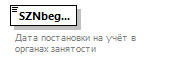 SZNbeg...
Дата постановки на учёт в
органах занятости